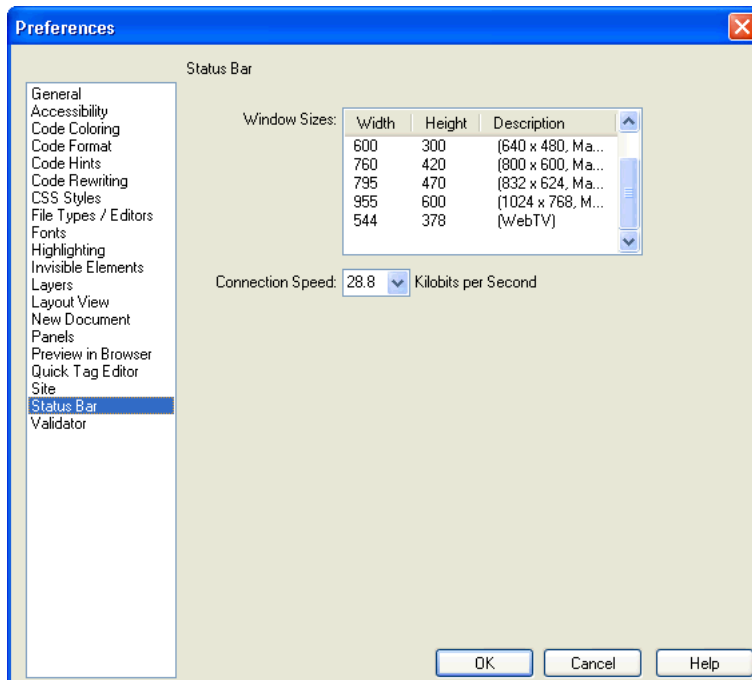 Preferences
Status Bar
General
Accessibility
Code Coloring
Code Format
Code Hints
Code Rewriting
CSS Styles
File Types / Editors
Fonts
Highlighting
Invisible Elements
Layers
Layout View
New Document
Panels
Preview in Browser
Quick Tag Editor
Site
Status Bar
Validator
Window Sizes:
Width Height Description
600 300 (640 x 480, Ma...
760 420 (800 x 600, Ma...
795 470 (832 x 624, Ma...
955 600 (1024 x 768, M...
544 378 (WebTV)
Connection Speed: 28.8 Kilobits per Second
OK Cancel Help